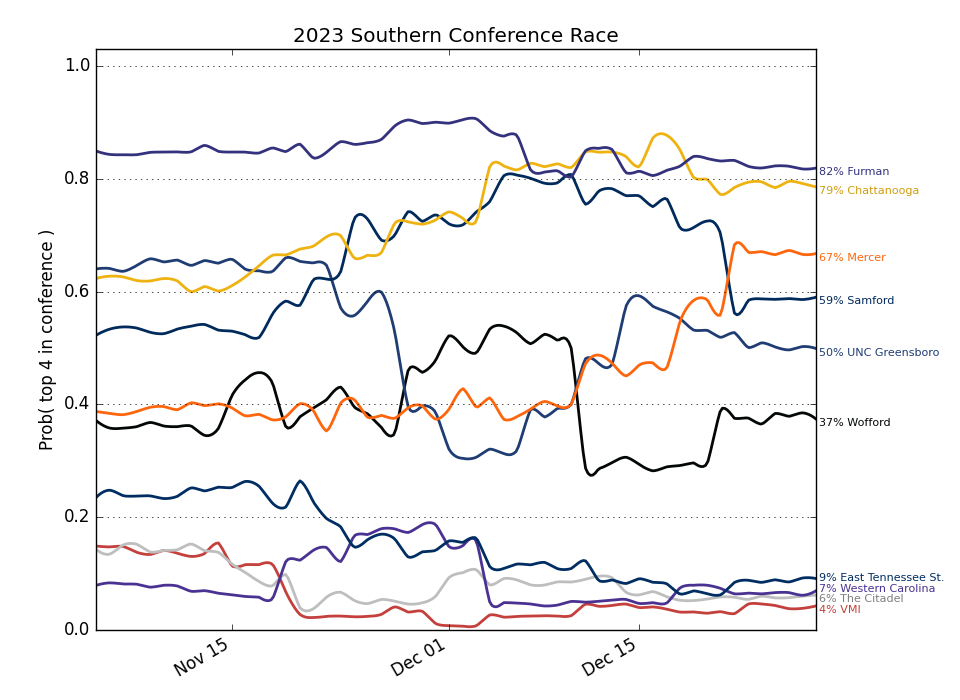 2023 Southern Conference Race
Prob( top 4 in conference )
1.0
0.8
0.6
0.4
0.2
0.0
Nov 15
Dec 01
Dec 15
82% Furman
79% Chattanooga
67% Mercer
59% Samford
50% UNC Greensboro
37% Wofford
9% East Tennessee St.
7% Western Carolina
6% The Citadel
4% VMI